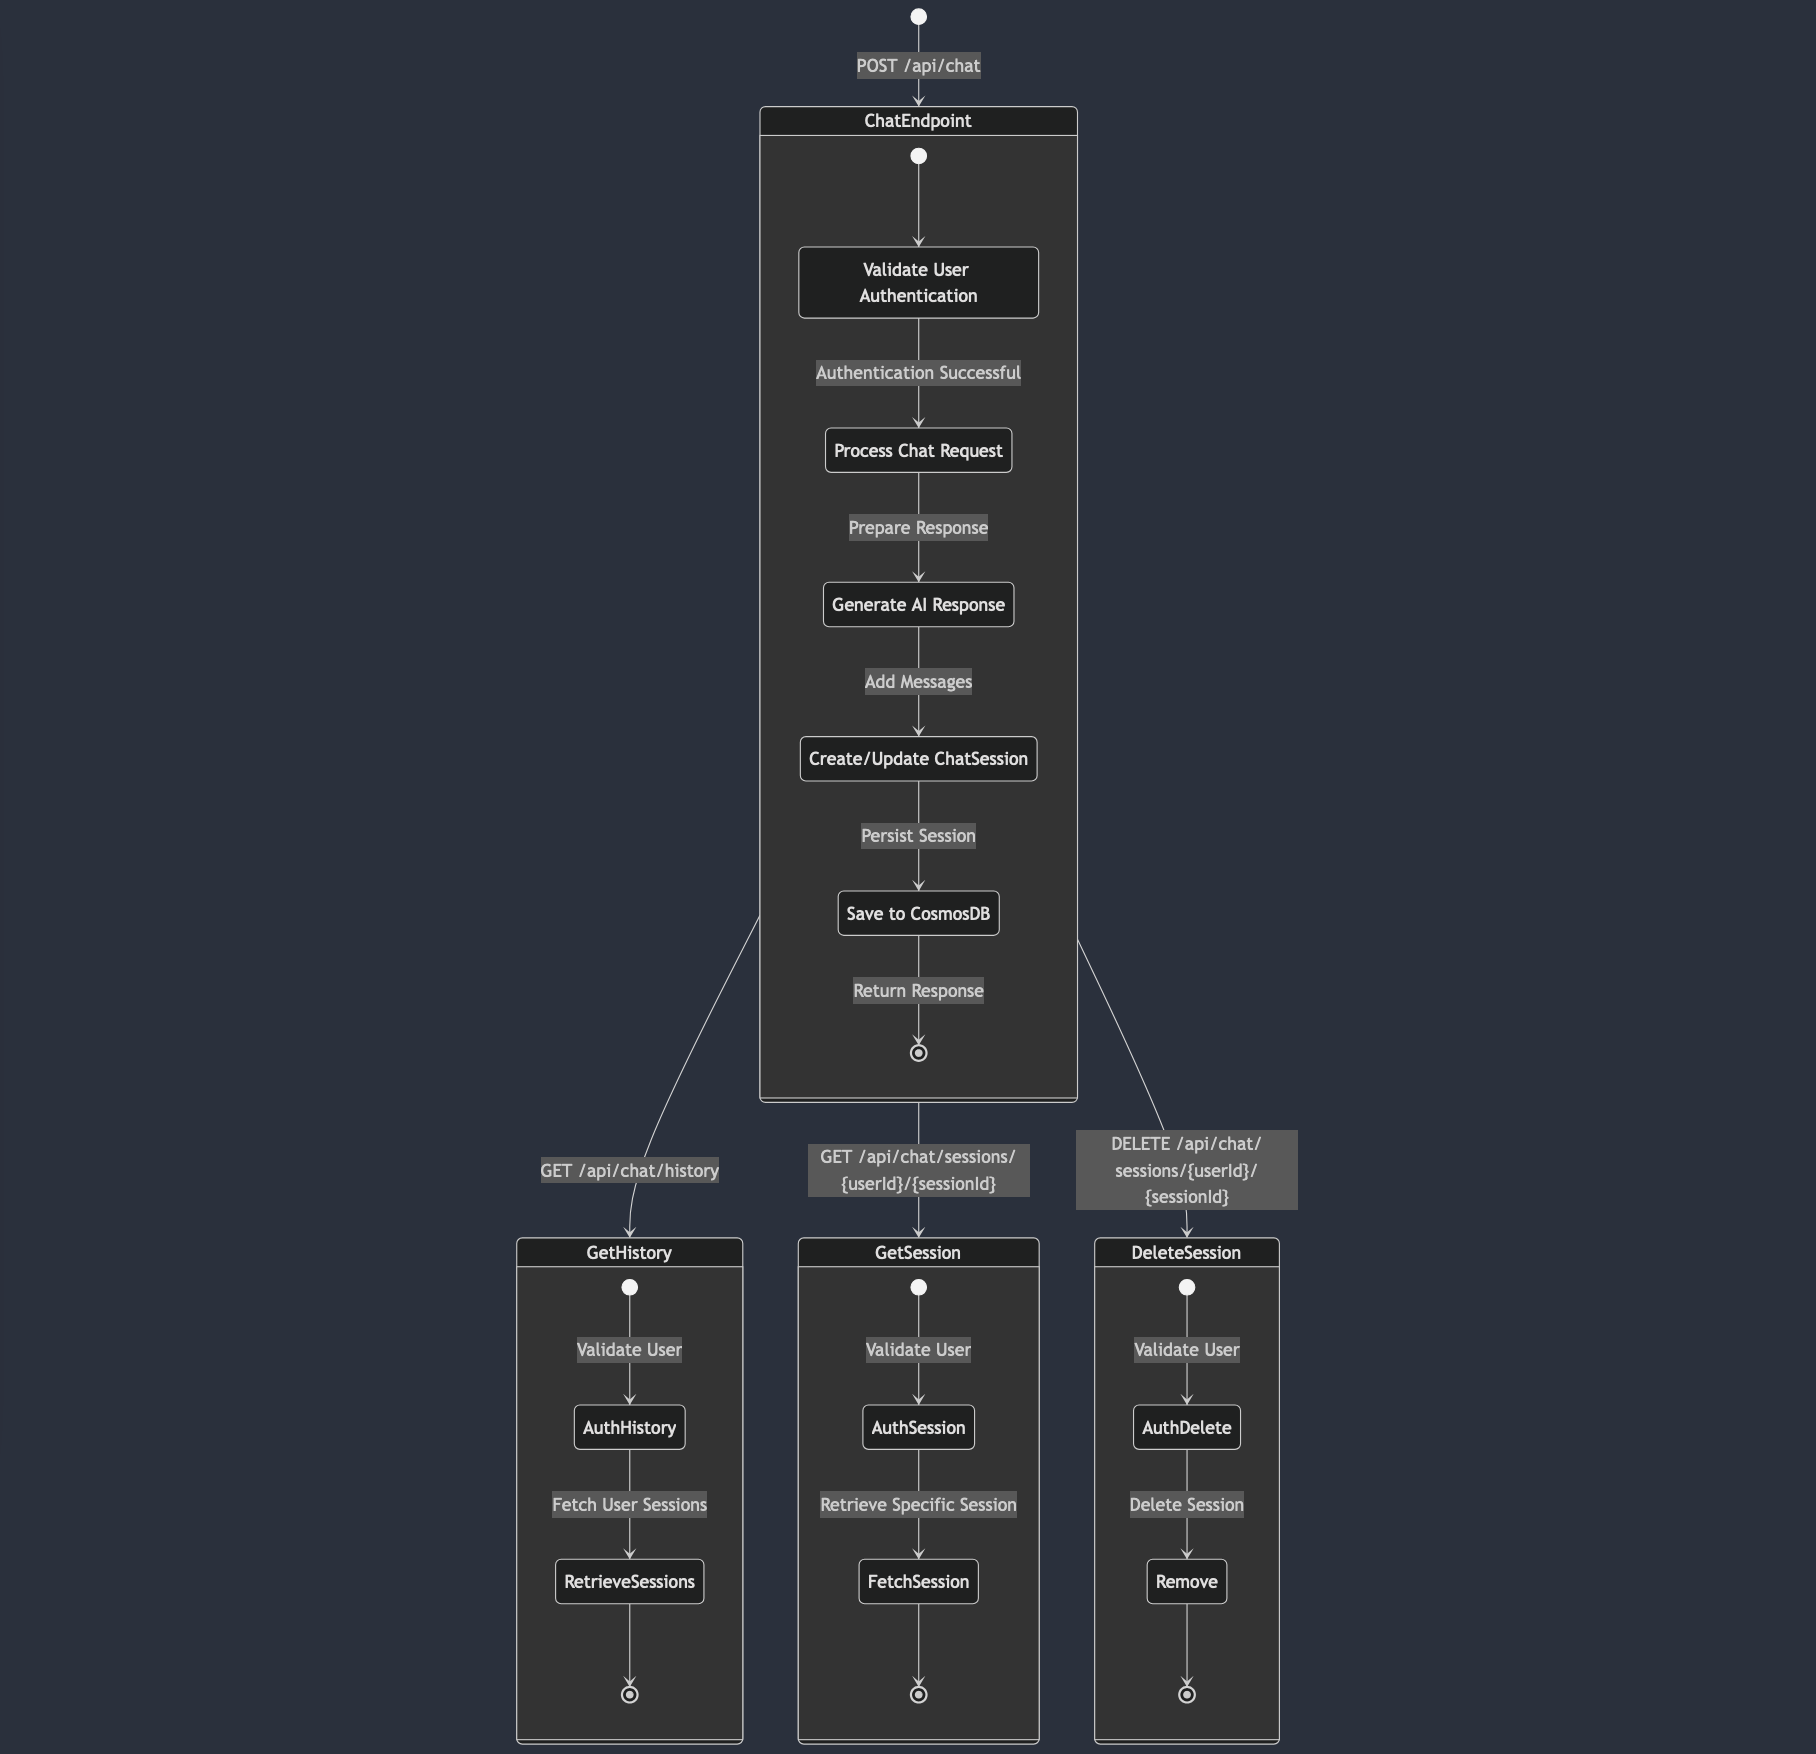 POST /api/chat
ChatEndpoint
Validate User
Authentication
Authentication Successful
Process Chat Request
Prepare Response
Generate AI Response
Add Messages
Create/Update ChatSession
Persist Session
Save to CosmosDB
Return Response
GET /api/chat/history
GET /api/chat/sessions/
{userId}/{sessionId}
DELETE /api/chat/
sessions/{userId}/
{sessionId}
GetHistory
Validate User
AuthHistory
Fetch User Sessions
RetrieveSessions
GetSession
Validate User
AuthSession
Retrieve Specific Session
FetchSession
DeleteSession
Validate User
AuthDelete
Delete Session
Remove